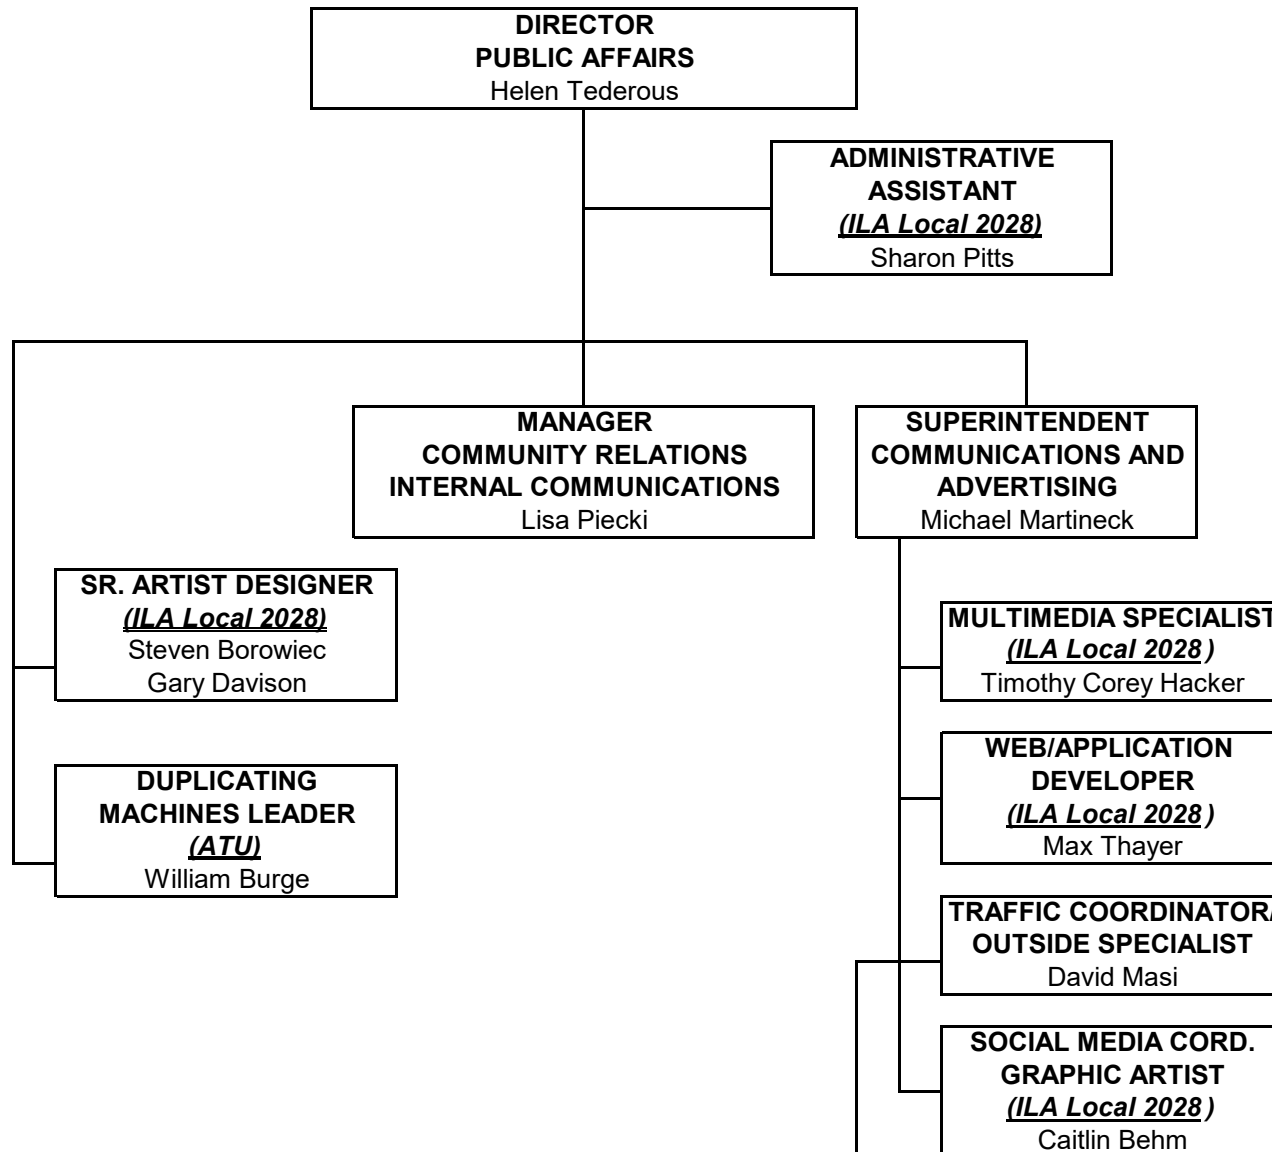 DIRECTOR
PUBLIC AFFAIRS
Helen Tederous
ADMINISTRATIVE
ASSISTANT
(ILA Local 2028)
Sharon Pitts
MANAGER
COMMUNITY RELATIONS
INTERNAL COMMUNICATIONS
Lisa Piecki
SUPERINTENDENT
COMMUNICATIONS AND
ADVERTISING
Michael Martineck
SR. ARTIST DESIGNER
(ILA Local 2028)
Steven Borowiec
Gary Davison
DUPLICATING
MACHINES LEADER
(ATU)
William Burge
MULTIMEDIA SPECIALIST
(ILA Local 2028)
Timothy Corey Hacker
WEB/APPLICATION
DEVELOPER
(ILA Local 2028)
Max Thayer
TRAFFIC COORDINATOR/
OUTSIDE SPECIALIST
David Masi
SOCIAL MEDIA CORD.
GRAPHIC ARTIST
(ILA Local 2028)
Caitlin Behm